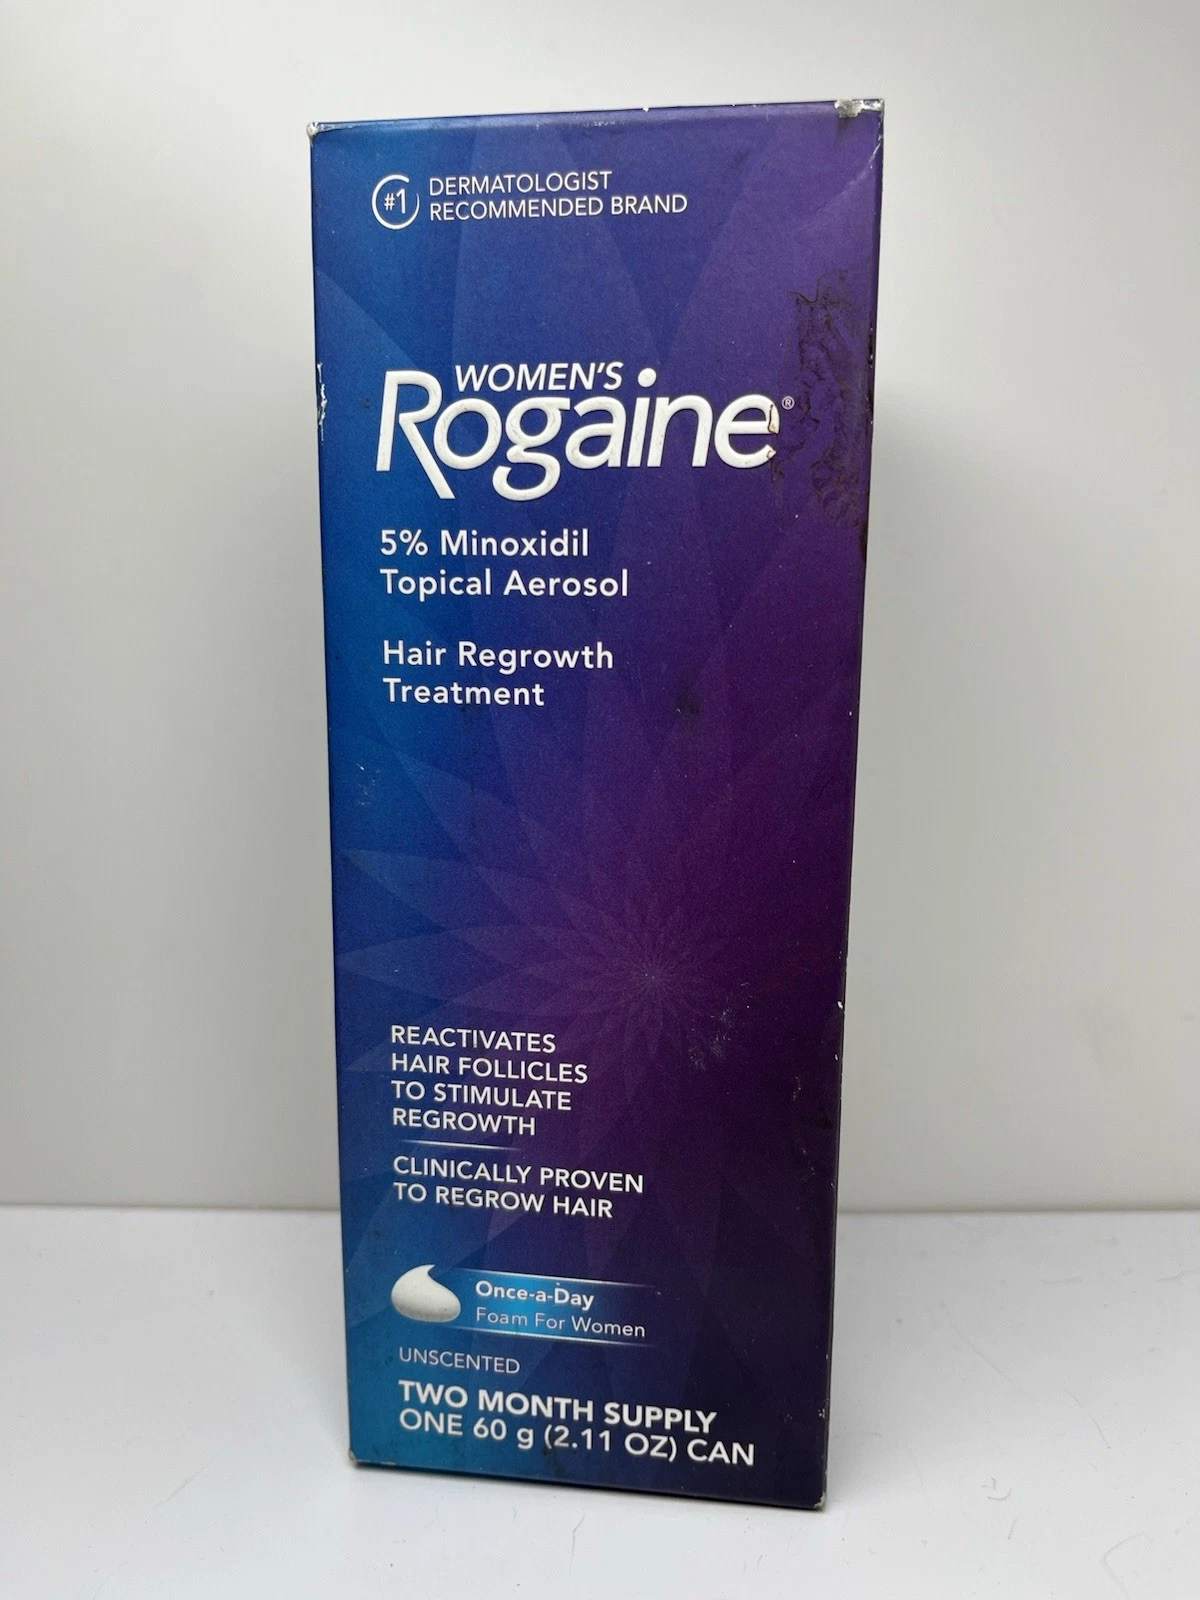 #1 DERMATOLOGIST
RECOMMENDED BRAND
WOMEN'S
Rogaine®
5% Minoxidil
Topical Aerosol
Hair Regrowth
Treatment
REACTIVATES
HAIR FOLLICLES
TO STIMULATE
REGROWTH
CLINICALLY PROVEN
TO REGROW HAIR
Once-a-Day
Foam For Women
UNSCENTED
TWO MONTH SUPPLY
ONE 60 g (2.11 OZ) CAN